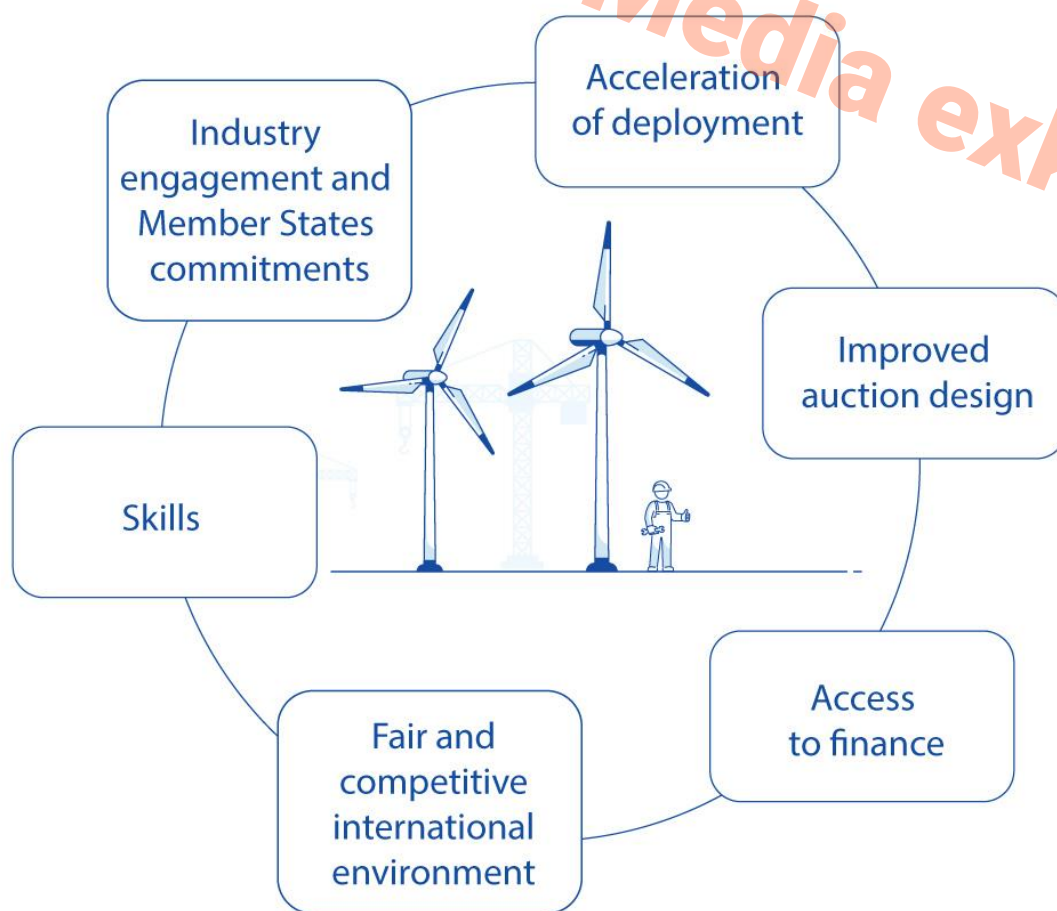 Media
Acceleration
of deployment
Industry
engagement and
Member States
commitments
Improved
auction design
Skills
Access
to finance
Fair and
competitive
international
environment